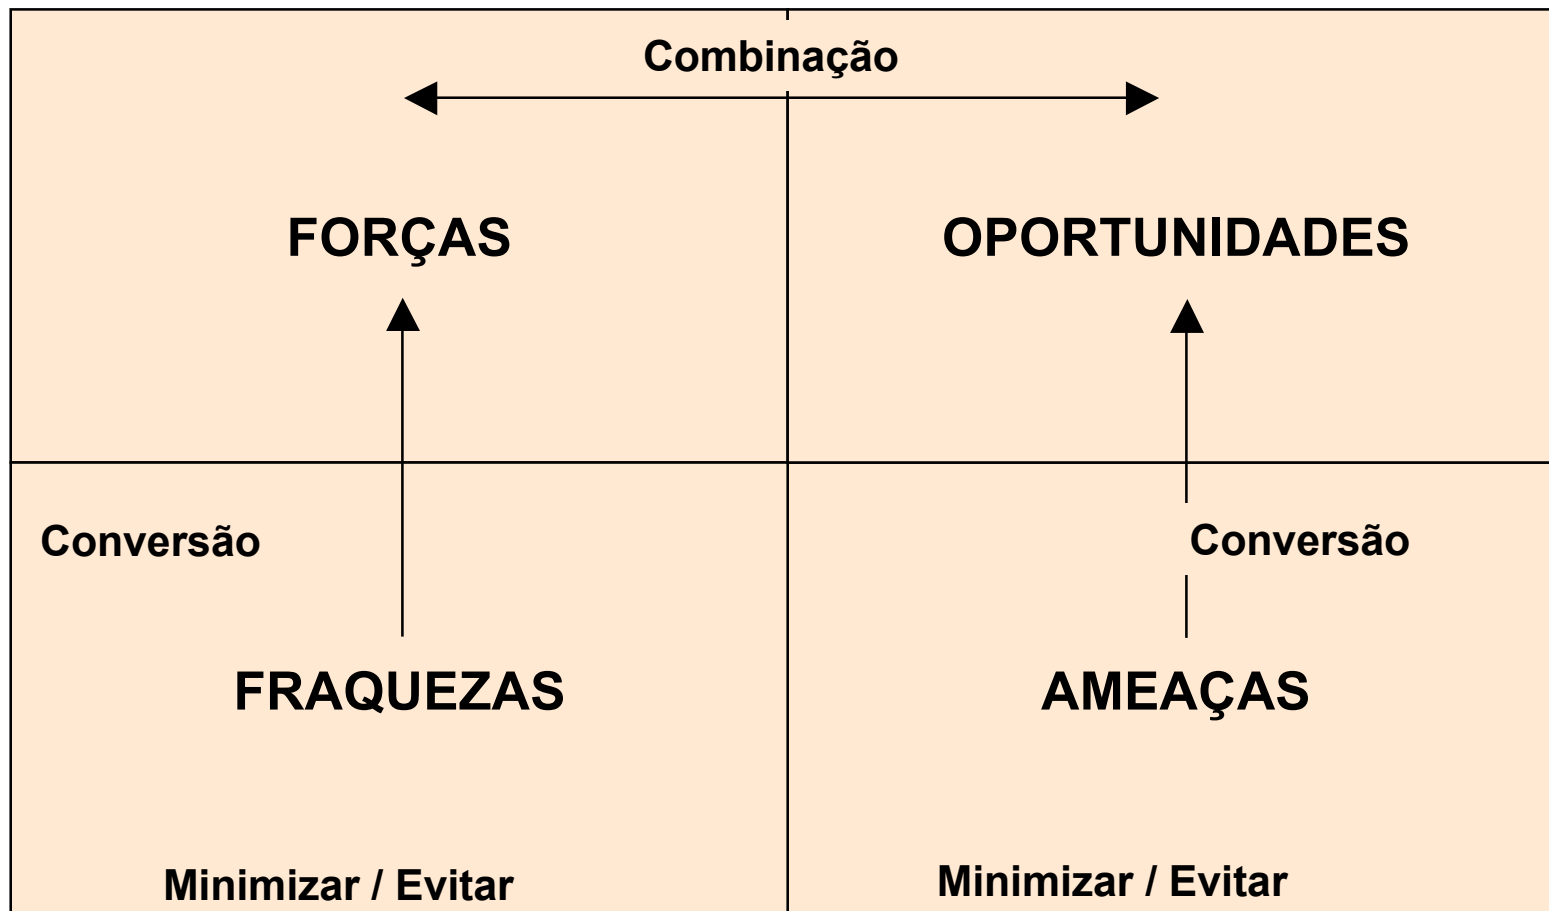 Combinação
FORÇAS
OPORTUNIDADES
Conversão
Conversão
FRAQUEZAS
AMEAÇAS
Minimizar / Evitar
Minimizar / Evitar